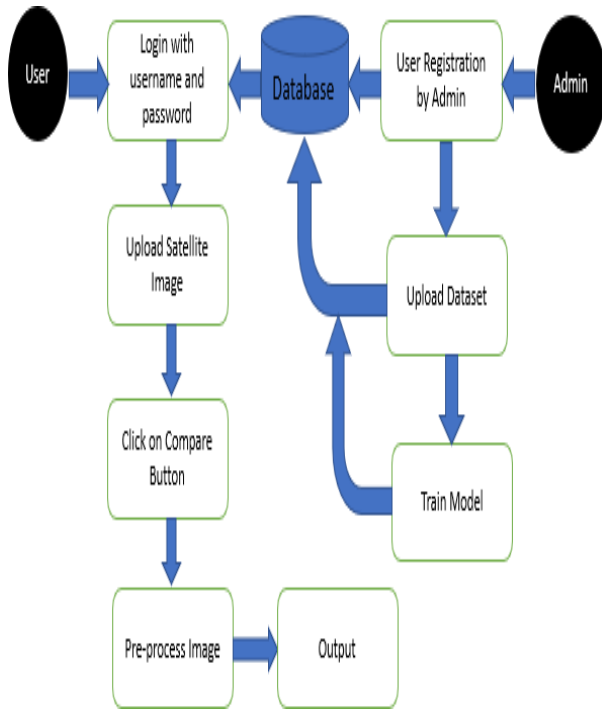 User
Login with
username and
password
Database
User Registration
by Admin
Admin
Upload Satellite
Image
Upload Dataset
Click on Compare
Button
Train Model
Pre-process Image
Output